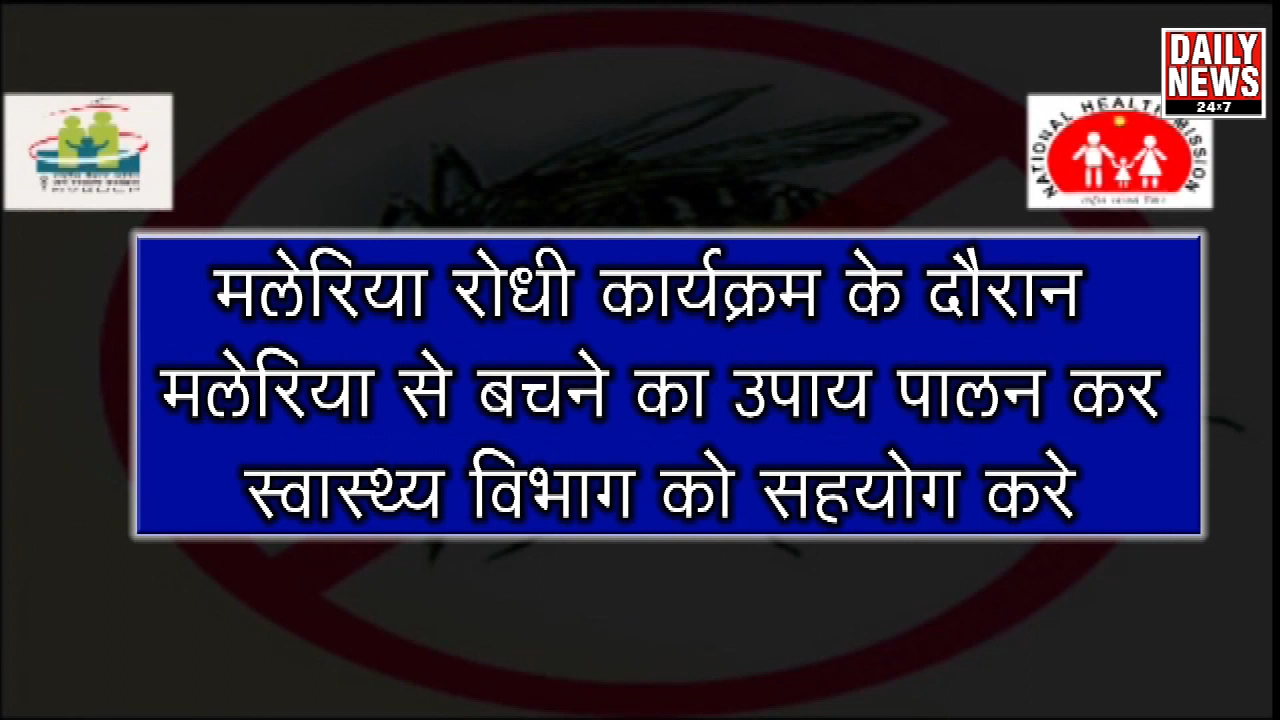 DAILY
NEWS
24×7
NATIONAL HEALTH MISSION
मलेरिया रोधी कार्यक्रम के दौरान
मलेरिया से बचने का उपाय पालन कर
स्वास्थ्य विभाग को सहयोग करे